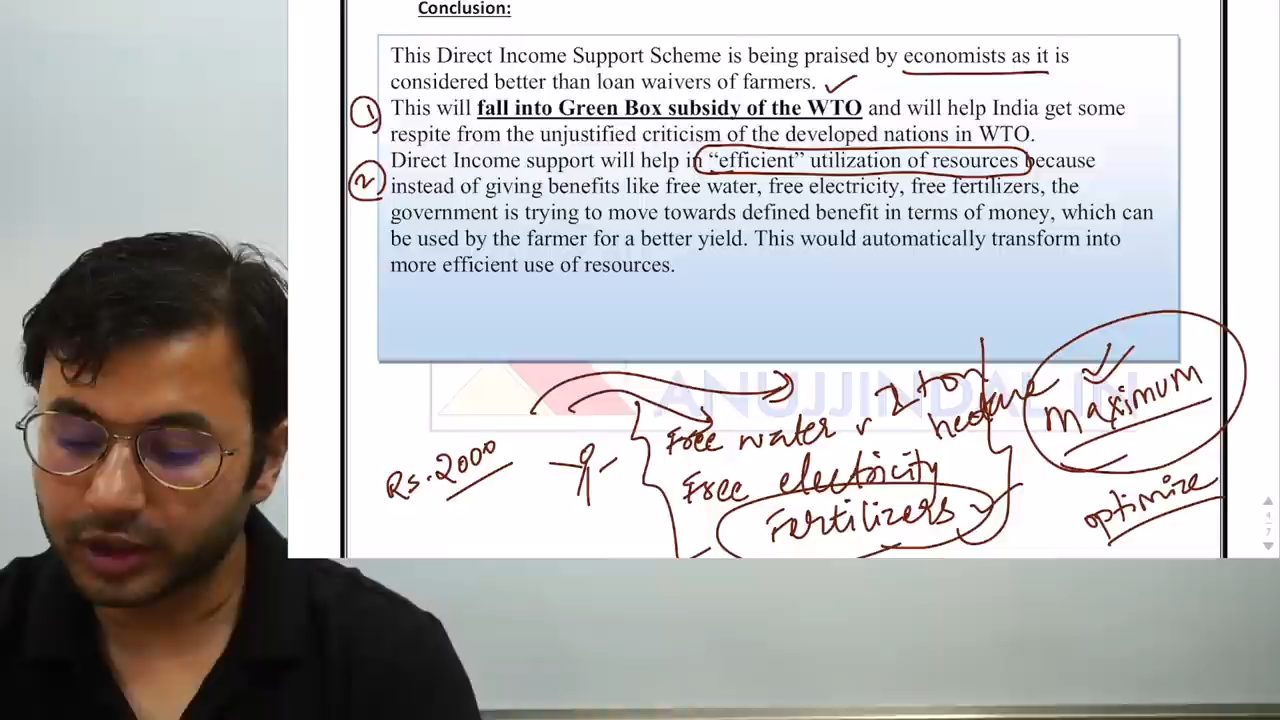 Conclusion:
This Direct Income Support Scheme is being praised by economists as it is
considered better than loan waivers of farmers.
1 This will fall into Green Box subsidy of the WTO and will help India get some
respite from the unjustified criticism of the developed nations in WTO.
2 Direct Income support will help in “efficient” utilization of resources because
instead of giving benefits like free water, free electricity, free fertilizers, the
government is trying to move towards defined benefit in terms of money, which can
be used by the farmer for a better yield. This would automatically transform into
more efficient use of resources.
ANUJJINDAL.IN
2 ton
hectare
Maximum
Free water
Rs.2000
Free electricity
Fertilizers
optimize
4/7